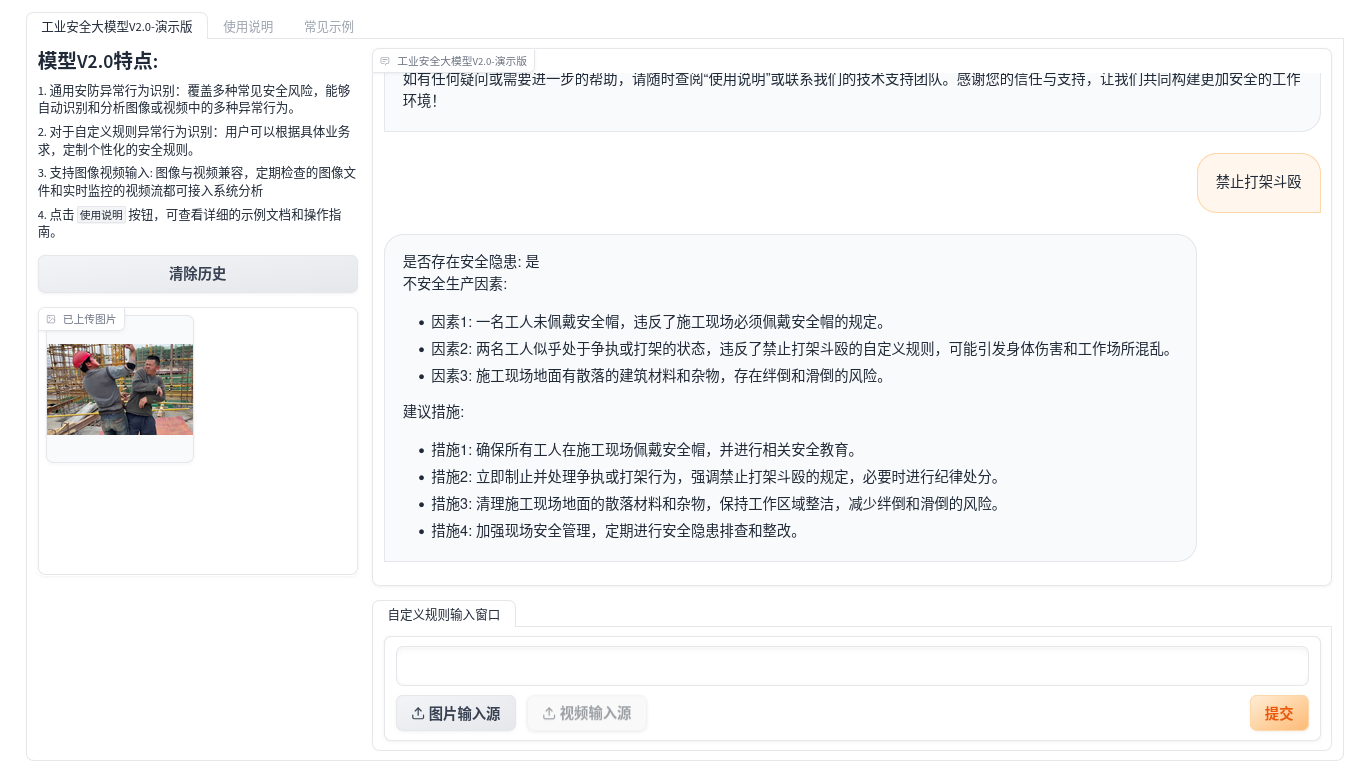 工业安全大模型V2.0-演示版
使用说明
常见示例
模型V2.0特点:
1. 通用安防异常行为识别：覆盖多种常见安全风险，能够
自动识别和分析图像或视频中的多种异常行为。
2. 对于自定义规则异常行为识别：用户可以根据具体业务
求，定制个性化的安全规则。
3. 支持图像视频输入: 图像与视频兼容，定期检查的图像文
件和实时监控的视频流都可接入系统分析
4. 点击 使用说明 按钮，可查看详细的示例文档和操作指
南。
清除历史
已上传图片
工业安全大模型V2.0-演示版
如有任何疑问或需要进一步的帮助，请随时查阅“使用说明”或联系我们的技术支持团队。感谢您的信任与支持，让我们共同构建更加安全的工作
环境！
禁止打架斗殴
是否存在安全隐患: 是
不安全生产因素:
• 因素1: 一名工人未佩戴安全帽，违反了施工现场必须佩戴安全帽的规定。
• 因素2: 两名工人似乎处于争执或打架的状态，违反了禁止打架斗殴的自定义规则，可能引发身体伤害和工作场所混乱。
• 因素3: 施工现场地面有散落的建筑材料和杂物，存在绊倒和滑倒的风险。
建议措施:
• 措施1: 确保所有工人在施工现场佩戴安全帽，并进行相关安全教育。
• 措施2: 立即制止并处理争执或打架行为，强调禁止打架斗殴的规定，必要时进行纪律处分。
• 措施3: 清理施工现场地面的散落材料和杂物，保持工作区域整洁，减少绊倒和滑倒的风险。
• 措施4: 加强现场安全管理，定期进行安全隐患排查和整改。
自定义规则输入窗口
图片输入源
视频输入源
提交